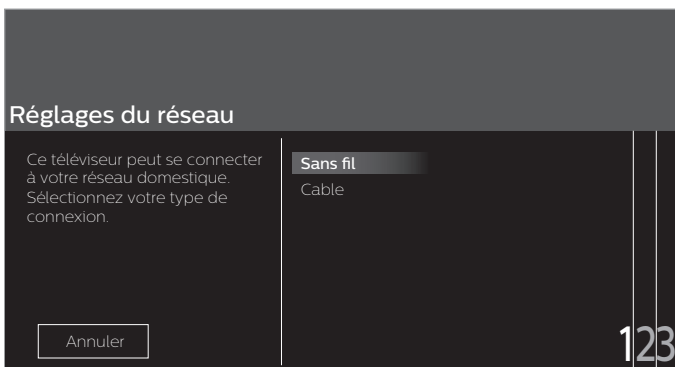 Réglages du réseau
Ce téléviseur peut se connecter
à votre réseau domestique.
Sélectionnez votre type de
connexion.
Sans fil
Cable
Annuler
123